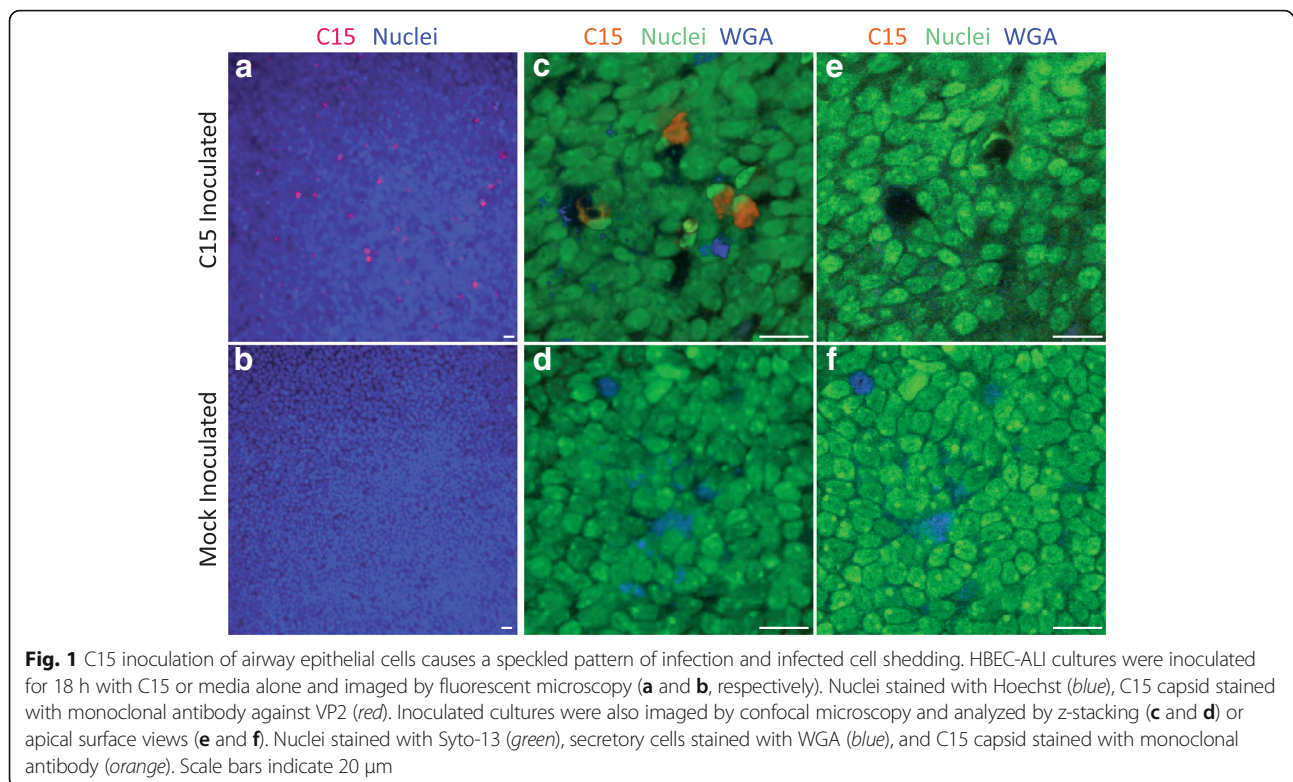 C15 Nuclei
C15 Nuclei WGA
C15 Nuclei WGA
C15 Inoculated
a
c
e
Mock Inoculated
b
d
f
Fig. 1 C15 inoculation of airway epithelial cells causes a speckled pattern of infection and infected cell shedding. HBEC-ALI cultures were inoculated
for 18 h with C15 or media alone and imaged by fluorescent microscopy (a and b, respectively). Nuclei stained with Hoechst (blue), C15 capsid stained
with monoclonal antibody against VP2 (red). Inoculated cultures were also imaged by confocal microscopy and analyzed by z-stacking (c and d) or
apical surface views (e and f). Nuclei stained with Syto-13 (green), secretory cells stained with WGA (blue), and C15 capsid stained with monoclonal
antibody (orange). Scale bars indicate 20 μm